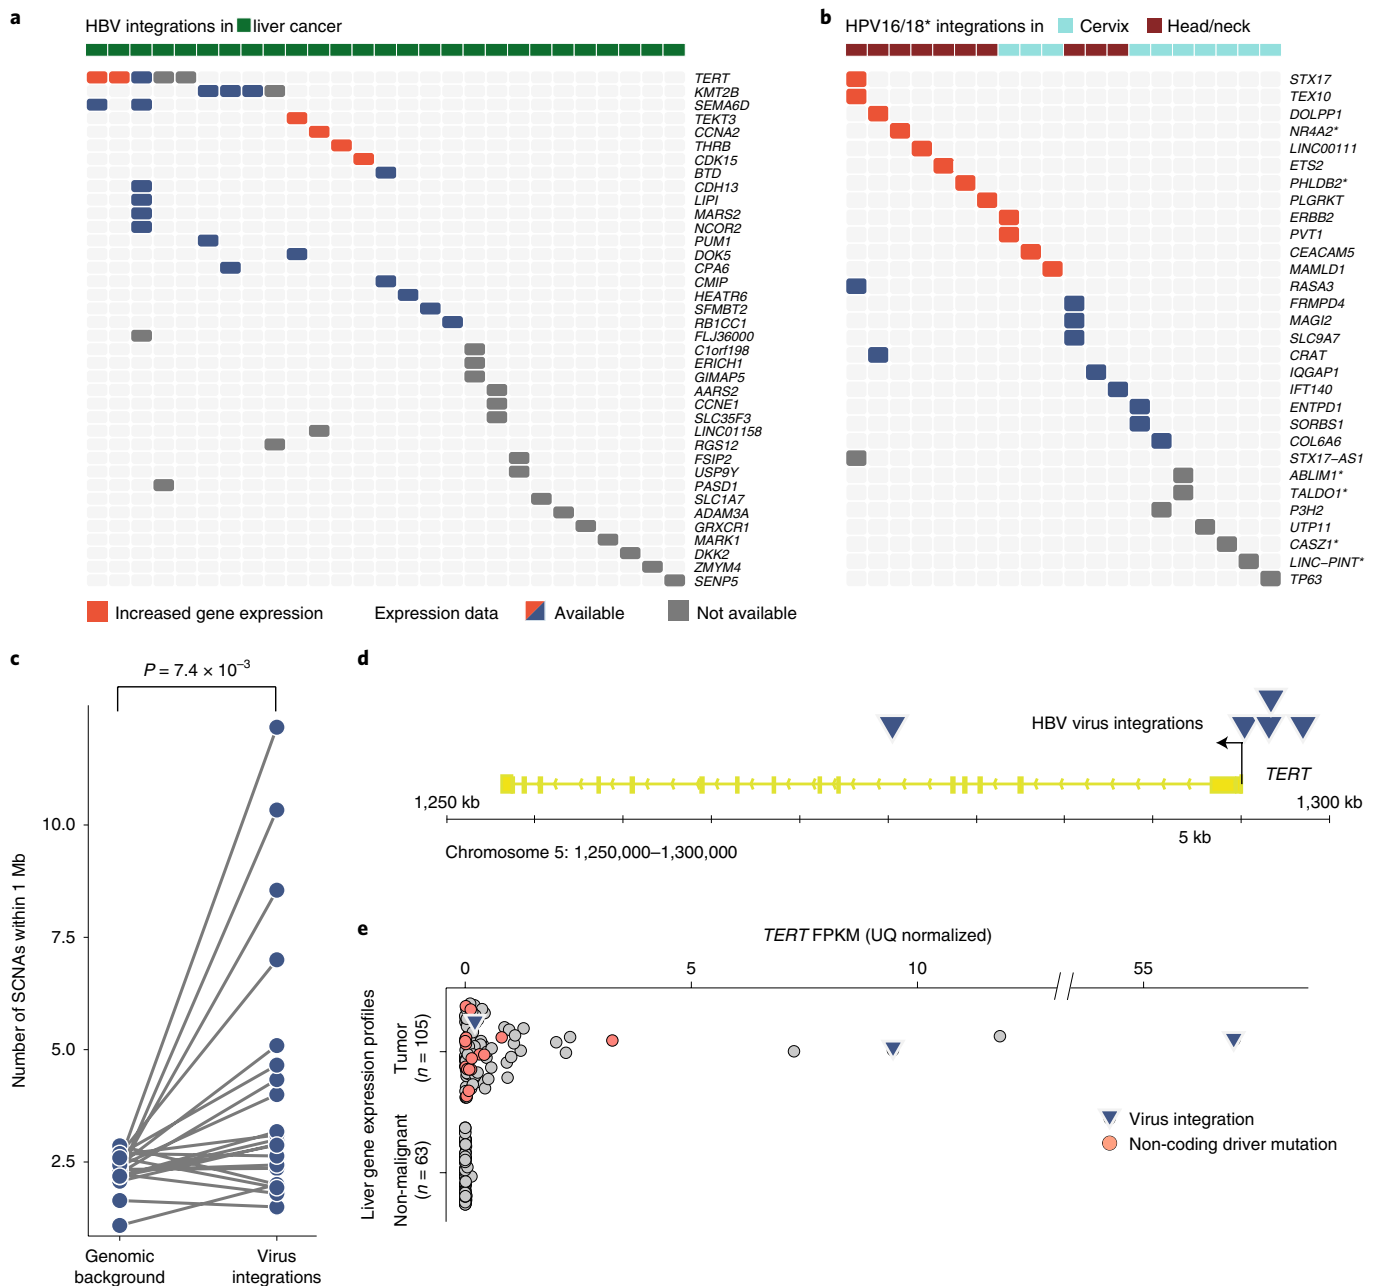 a
HBV integrations in liver cancer
TERT
KMT2B
SEMA6D
TEKT3
CCNA2
THRB
CDK15
BTD
CDH13
LIPI
MARS2
NCOR2
PUM1
DOK5
CPA6
CMIP
HEATR6
SFMBT2
RB1CC1
FLJ36000
C1orf198
ERICH1
GIMAP5
AARS2
CCNE1
SLC35F3
LINC01158
RGS12
FSIP2
USP9Y
PASD1
SLC1A7
ADAM3A
GRXCR1
MARK1
DKK2
ZMYM4
SENP5
Increased gene expression
Expression data
Available
Not available
b
HPV16/18* integrations in Cervix Head/neck
STX17
TEX10
DOLPP1
NR4A2*
LINC00111
ETS2
PHLDB2*
PLGRKT
ERBB2
PVT1
CEACAM5
MAMLD1
RASA3
FRMPD4
MAGI2
SLC9A7
CRAT
IQGAP1
IFT140
ENTPD1
SORBS1
COL6A6
STX17–AS1
ABLIM1*
TALDO1*
P3H2
UTP11
CASZ1*
LINC–PINT*
TP63
c
P = 7.4 × 10⁻³
Number of SCNAs within 1 Mb
10.0
7.5
5.0
2.5
Genomic background
Virus integrations
d
HBV virus integrations
TERT
1,250 kb
1,300 kb
5 kb
Chromosome 5: 1,250,000–1,300,000
e
TERT FPKM (UQ normalized)
0
5
10
55
Liver gene expression profiles
Tumor (n = 105)
Non-malignant (n = 63)
Virus integration
Non-coding driver mutation